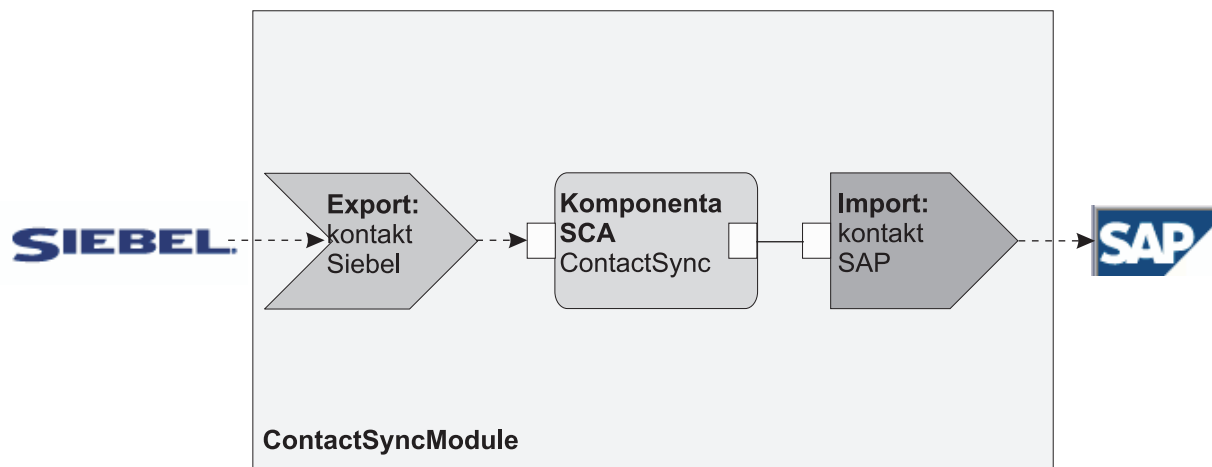 SIEBEL.
Export:
kontakt
Siebel
Komponenta
SCA
ContactSync
Import:
kontakt
SAP
SAP
ContactSyncModule